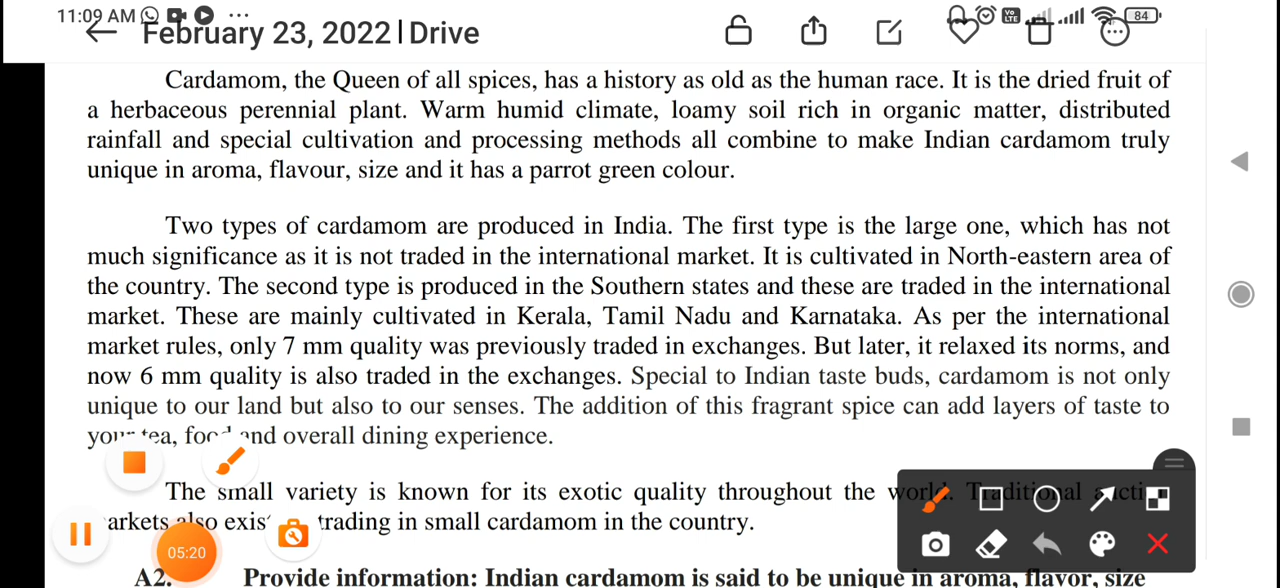 11:09 AM
84
February 23, 2022 | Drive
Cardamom, the Queen of all spices, has a history as old as the human race. It is the dried fruit of
a herbaceous perennial plant. Warm humid climate, loamy soil rich in organic matter, distributed
rainfall and special cultivation and processing methods all combine to make Indian cardamom truly
unique in aroma, flavour, size and it has a parrot green colour.
Two types of cardamom are produced in India. The first type is the large one, which has not
much significance as it is not traded in the international market. It is cultivated in North-eastern area of
the country. The second type is produced in the Southern states and these are traded in the international
market. These are mainly cultivated in Kerala, Tamil Nadu and Karnataka. As per the international
market rules, only 7 mm quality was previously traded in exchanges. But later, it relaxed its norms, and
now 6 mm quality is also traded in the exchanges. Special to Indian taste buds, cardamom is not only
unique to our land but also to our senses. The addition of this fragrant spice can add layers of taste to
your tea, food and overall dining experience.
The small variety is known for its exotic quality throughout the world. Traditional
also trading in small cardamom in the country.
05:20
A2. Provide information: Indian cardamom is said to be unique in aroma, flavor, size